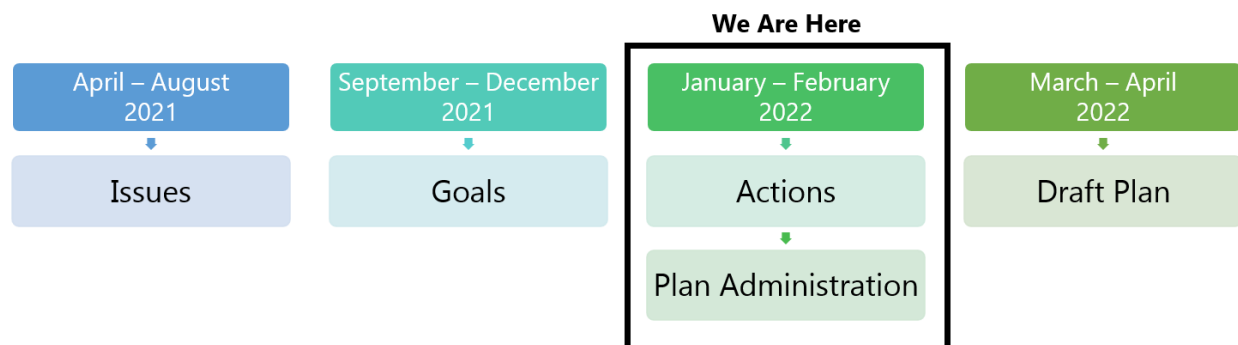 We Are Here
April – August
2021
Issues
September – December
2021
Goals
January – February
2022
Actions
Plan Administration
March – April
2022
Draft Plan